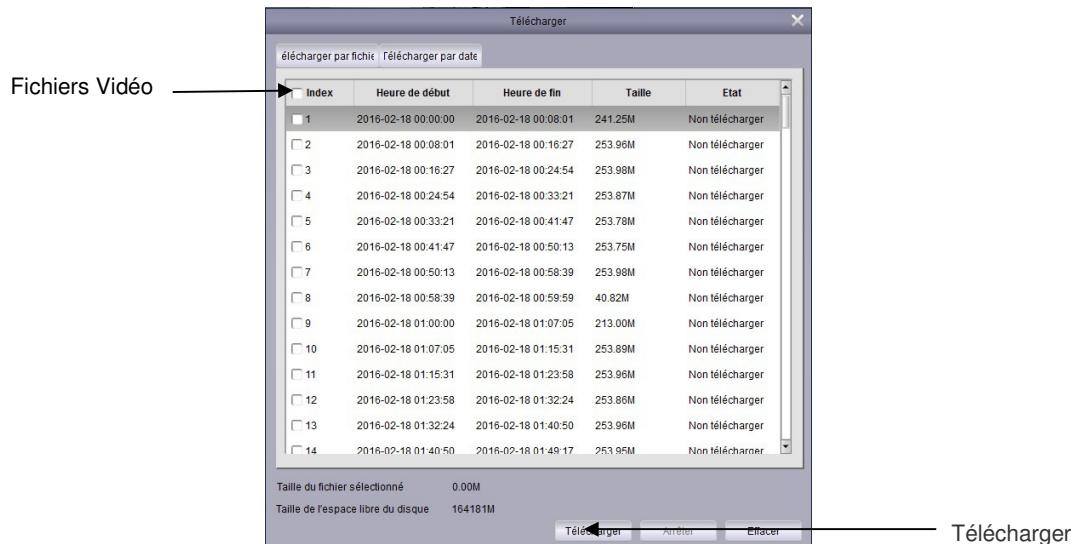 Télécharger
élécharger par fichie Télécharger par date
Fichiers Vidéo
Index Heure de début Heure de fin Taille Etat
1 2016-02-18 00:00:00 2016-02-18 00:08:01 241.25M Non télécharger
2 2016-02-18 00:08:01 2016-02-18 00:16:27 253.96M Non télécharger
3 2016-02-18 00:16:27 2016-02-18 00:24:54 253.98M Non télécharger
4 2016-02-18 00:24:54 2016-02-18 00:33:21 253.87M Non télécharger
5 2016-02-18 00:33:21 2016-02-18 00:41:47 253.78M Non télécharger
6 2016-02-18 00:41:47 2016-02-18 00:50:13 253.75M Non télécharger
7 2016-02-18 00:50:13 2016-02-18 00:58:39 253.98M Non télécharger
8 2016-02-18 00:58:39 2016-02-18 00:59:59 40.82M Non télécharger
9 2016-02-18 01:00:00 2016-02-18 01:07:05 213.00M Non télécharger
10 2016-02-18 01:07:05 2016-02-18 01:15:31 253.89M Non télécharger
11 2016-02-18 01:15:31 2016-02-18 01:23:58 253.96M Non télécharger
12 2016-02-18 01:23:58 2016-02-18 01:32:24 253.86M Non télécharger
13 2016-02-18 01:32:24 2016-02-18 01:40:50 253.96M Non télécharger
14 2016-02-18 01:40:50 2016-02-18 01:49:17 253.95M Non télécharger
Taille du fichier sélectionné 0.00M
Taille de l'espace libre du disque 164181M
Télécharger Arrêter Effacer
Télécharger